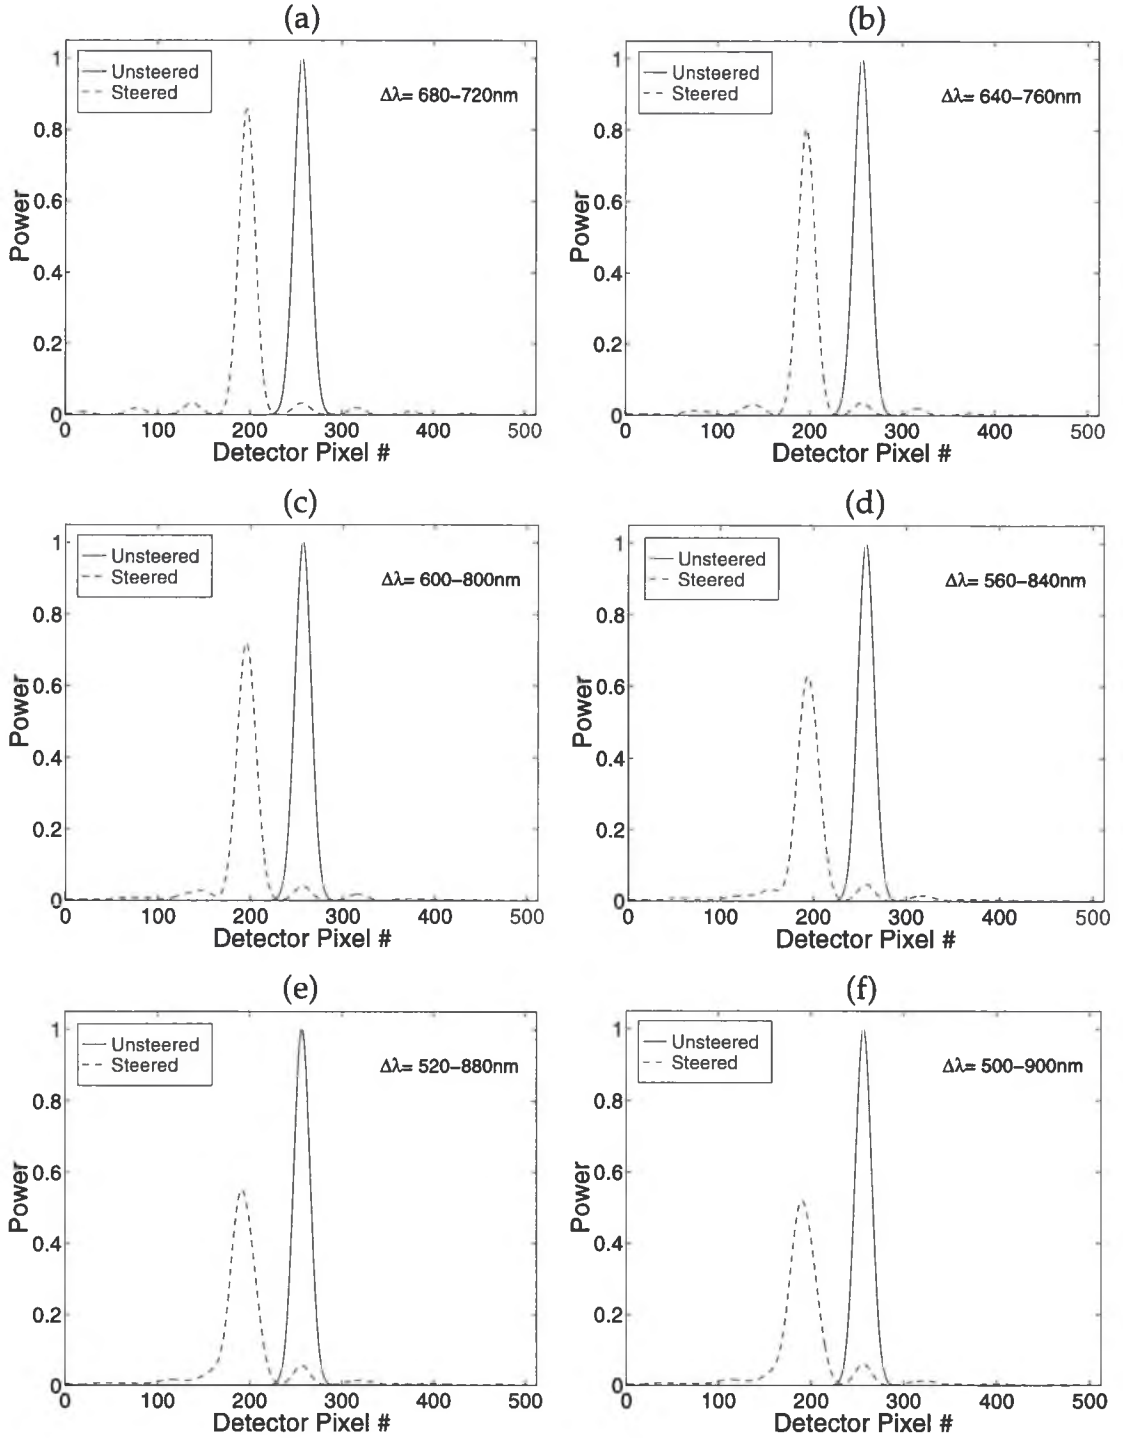 (a)
Unsteered
Steered
Δλ= 680–720nm
1
0.8
0.6
0.4
0.2
0
Power
0 100 200 300 400 500
Detector Pixel #
(b)
Unsteered
Steered
Δλ= 640–760nm
1
0.8
0.6
0.4
0.2
0
Power
0 100 200 300 400 500
Detector Pixel #
(c)
Unsteered
Steered
Δλ= 600–800nm
1
0.8
0.6
0.4
0.2
0
Power
0 100 200 300 400 500
Detector Pixel #
(d)
Unsteered
Steered
Δλ= 560–840nm
1
0.8
0.6
0.4
0.2
0
Power
0 100 200 300 400 500
Detector Pixel #
(e)
Unsteered
Steered
Δλ= 520–880nm
1
0.8
0.6
0.4
0.2
0
Power
0 100 200 300 400 500
Detector Pixel #
(f)
Unsteered
Steered
Δλ= 500–900nm
1
0.8
0.6
0.4
0.2
0
Power
0 100 200 300 400 500
Detector Pixel #